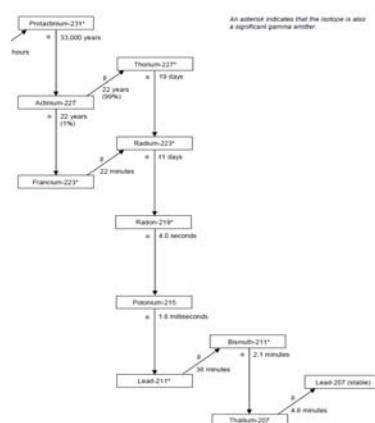 Protactinium-231*
An asterisk indicates that the isotope is also
a significant gamma emitter.
α 33,000 years
hours
β
Thorium-227*
22 years
(99%)
α 19 days
Actinium-227
α 22 years
(1%)
Radium-223*
β
22 minutes
α 11 days
Francium-223*
Radon-219*
α 4.0 seconds
Polonium-215
α 1.8 milliseconds
Bismuth-211*
β
36 minutes
α 2.1 minutes
Lead-211*
Lead-207 (stable)
β
4.8 minutes
Thallium-207